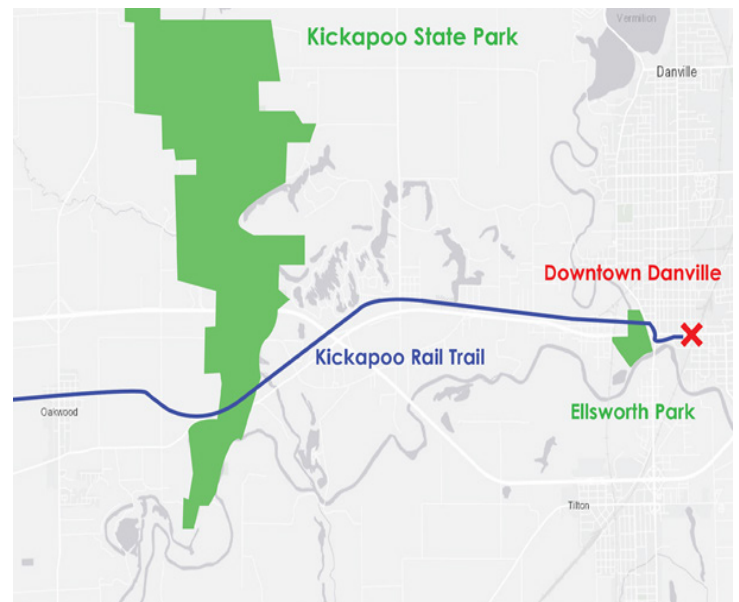 Vermilion
Kickapoo State Park
Danville
Downtown Danville
Kickapoo Rail Trail
Oakwood
Ellsworth Park
Tilton